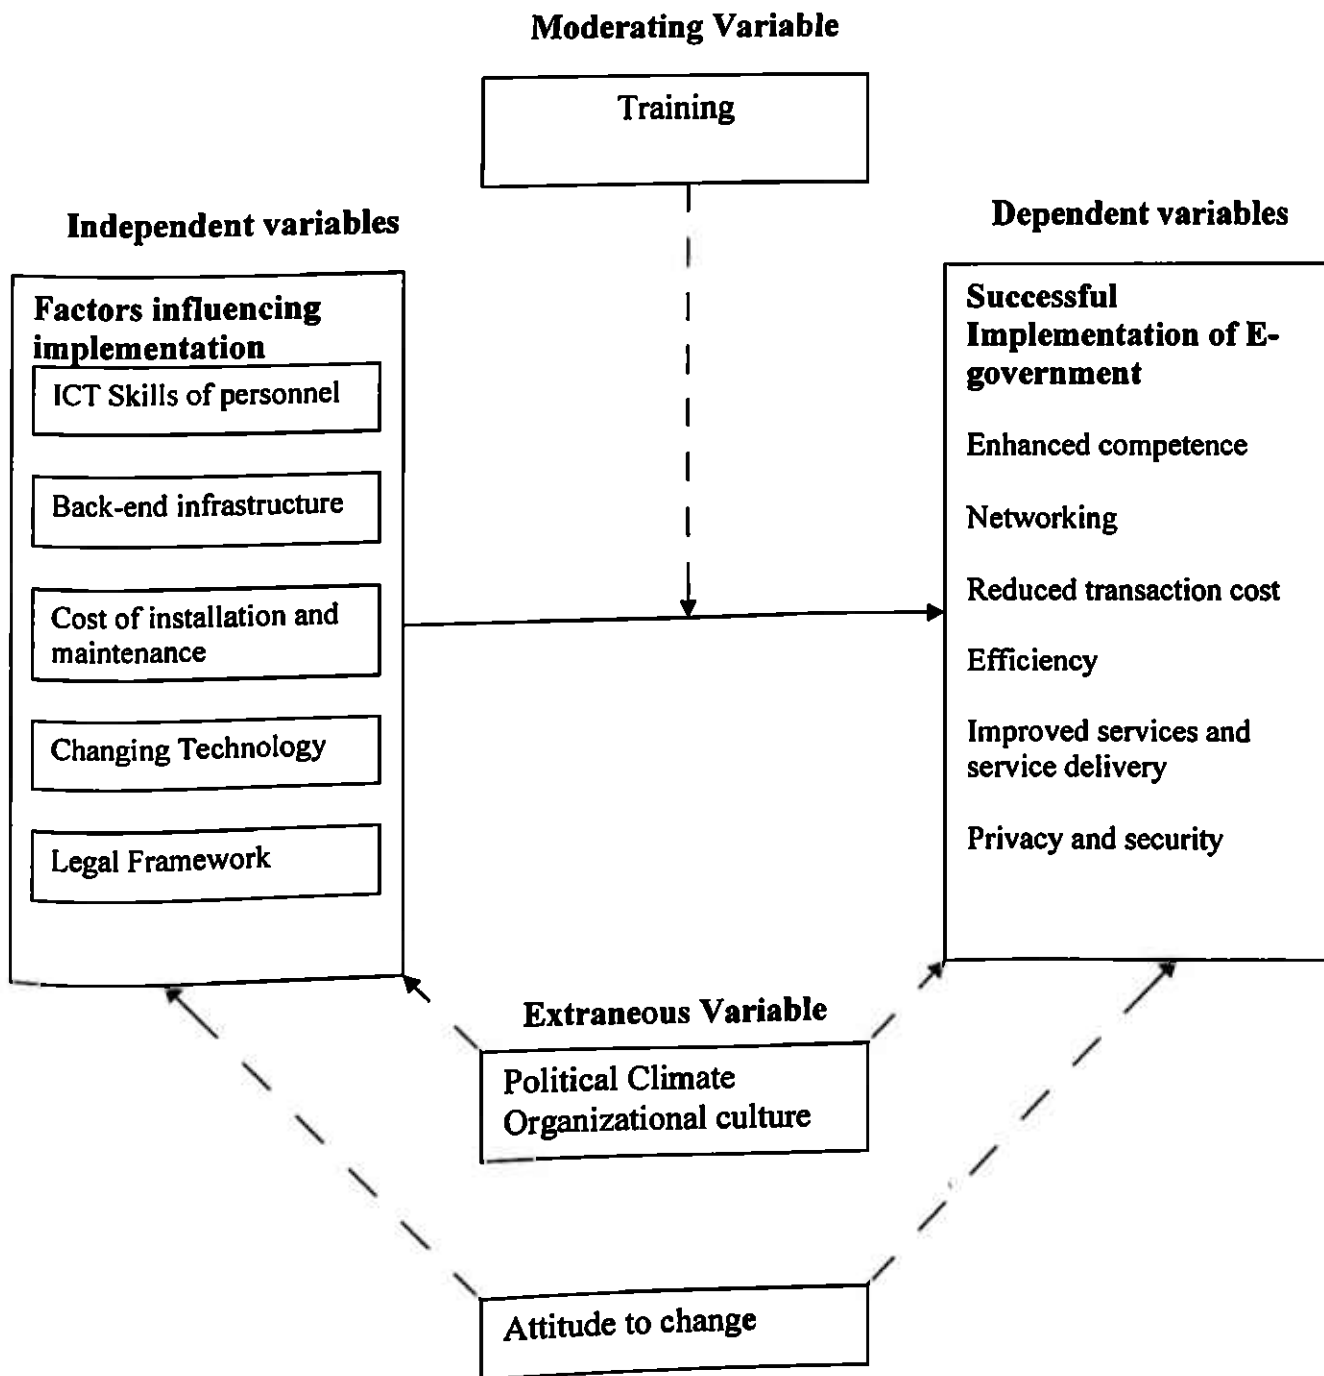 Moderating Variable
Training
Independent variables
Factors influencing
implementation
ICT Skills of personnel
Back-end infrastructure
Cost of installation and
maintenance
Changing Technology
Legal Framework
Dependent variables
Successful
Implementation of E-
government
Enhanced competence
Networking
Reduced transaction cost
Efficiency
Improved services and
service delivery
Privacy and security
Extraneous Variable
Political Climate
Organizational culture
Attitude to change